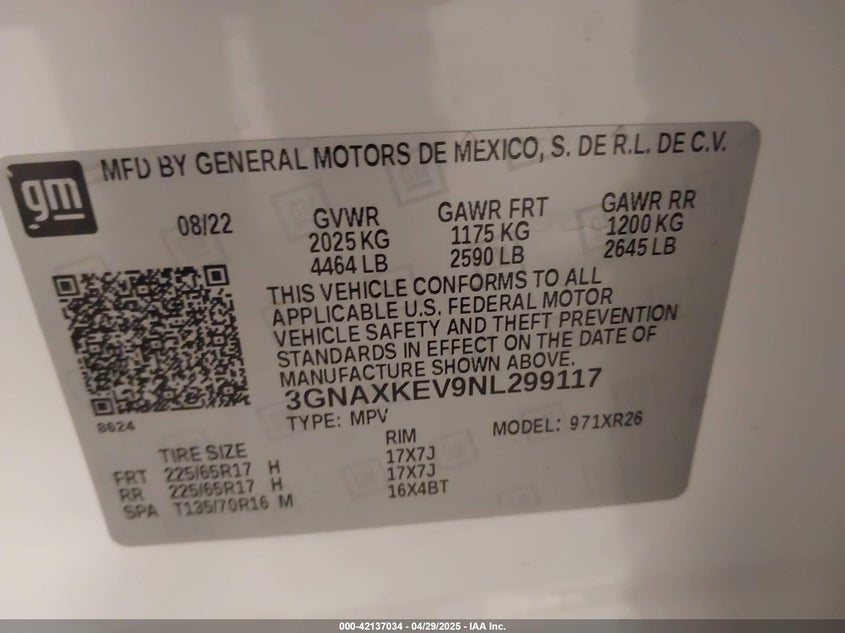 gm
MFD BY GENERAL MOTORS DE MEXICO, S. DE R.L. DE C.V.
08/22 GVWR GAWR FRT GAWR RR
2025 KG 1175 KG 1200 KG
4464 LB 2590 LB 2645 LB
THIS VEHICLE CONFORMS TO ALL
APPLICABLE U.S. FEDERAL MOTOR
VEHICLE SAFETY AND THEFT PREVENTION
STANDARDS IN EFFECT ON THE DATE OF
MANUFACTURE SHOWN ABOVE.
3GNAXKEV9NL299117
8624 TYPE: MPV MODEL: 971XR26
TIRE SIZE RIM
FRT 225/65R17 H 17X7J
RR 225/65R17 H 17X7J
SPA T135/70R16 M 16X4BT
000-42137034 - 04/29/2025 - IAA Inc.